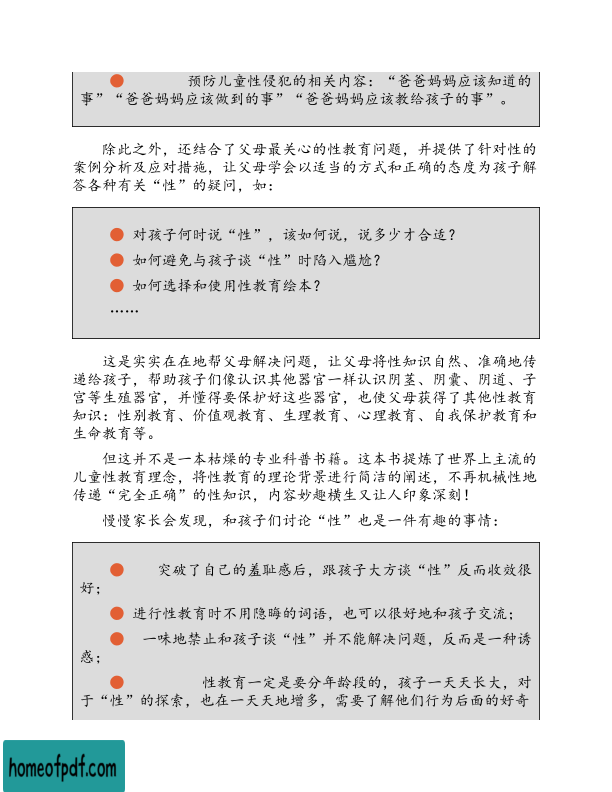 ● 预防儿童性侵犯的相关内容：“爸爸妈妈应该知道的
事”“爸爸妈妈应该做到的事”“爸爸妈妈应该教给孩子的事”。
除此之外，还结合了父母最关心的性教育问题，并提供了针对性的
案例分析及应对措施，让父母学会以适当的方式和正确的态度为孩子解
答各种有关“性”的疑问，如：
● 对孩子何时说“性”，该如何说，说多少才合适？
● 如何避免与孩子谈“性”时陷入尴尬？
● 如何选择和使用性教育绘本？
……
这是实实在在地帮父母解决问题，让父母将性知识自然、准确地传
递给孩子，帮助孩子们像认识其他器官一样认识阴茎、阴囊、阴道、子
宫等生殖器官，并懂得要保护好这些器官，也使父母获得了其他性教育
知识：性别教育、价值观教育、生理教育、心理教育、自我保护教育和
生命教育等。
但这并不是一本枯燥的专业科普书籍。这本书提炼了世界上主流的
儿童性教育理念，将性教育的理论背景进行简洁的阐述，不再机械性地
传递“完全正确”的性知识，内容妙趣横生又让人印象深刻！
慢慢家长会发现，和孩子们讨论“性”也是一件有趣的事情：
● 突破了自己的羞耻感后，跟孩子大方谈“性”反而收效很
好；
● 进行性教育时不用隐晦的词语，也可以很好地和孩子交流；
● 一味地禁止和孩子谈“性”并不能解决问题，反而是一种诱
惑；
● 性教育一定是要分年龄段的，孩子一天天长大，对
于“性”的探索，也在一天天地增多，需要了解他们行为后面的好奇
homeofpdf.com